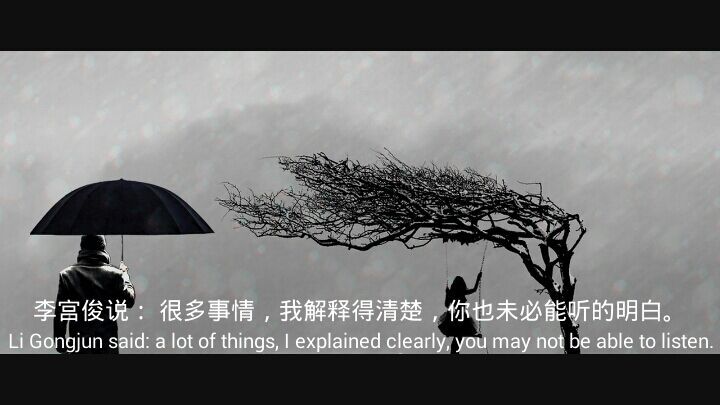 李宫俊说：很多事情，我解释得清楚，你也未必能听的明白。
Li Gongjun said: a lot of things, I explained clearly, you may not be able to listen.